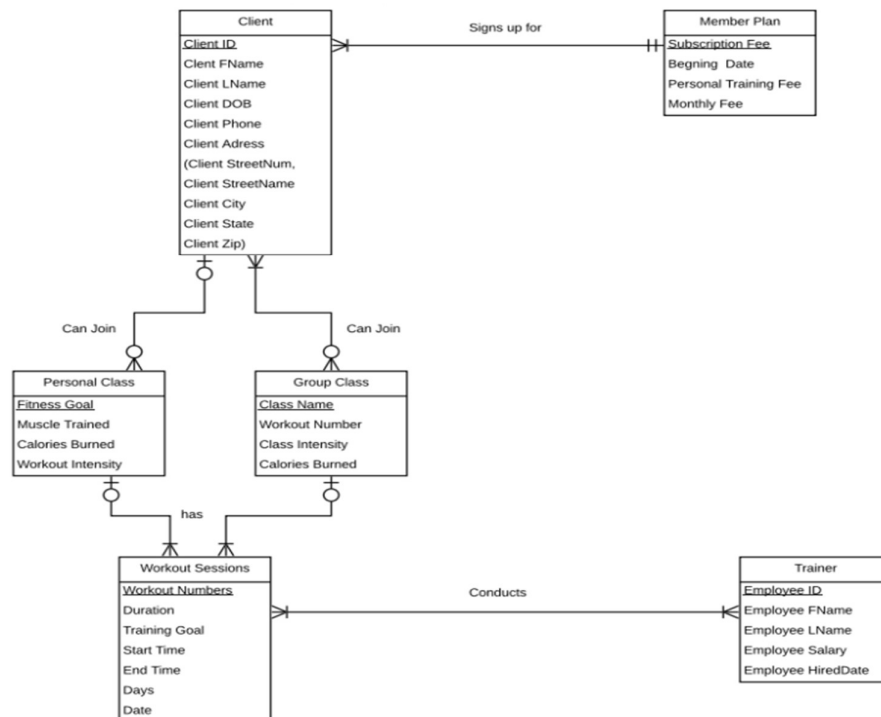 Client
Client ID
Clent FName
Client LName
Client DOB
Client Phone
Client Adress
(Client StreetNum,
Client StreetName
Client City
Client State
Client Zip)
Signs up for
Member Plan
Subscription Fee
Begning Date
Personal Training Fee
Monthly Fee
Can Join
Can Join
Personal Class
Fitness Goal
Muscle Trained
Calories Burned
Workout Intensity
Group Class
Class Name
Workout Number
Class Intensity
Calories Burned
has
Workout Sessions
Workout Numbers
Duration
Training Goal
Start Time
End Time
Days
Date
Conducts
Trainer
Employee ID
Employee FName
Employee LName
Employee Salary
Employee HiredDate